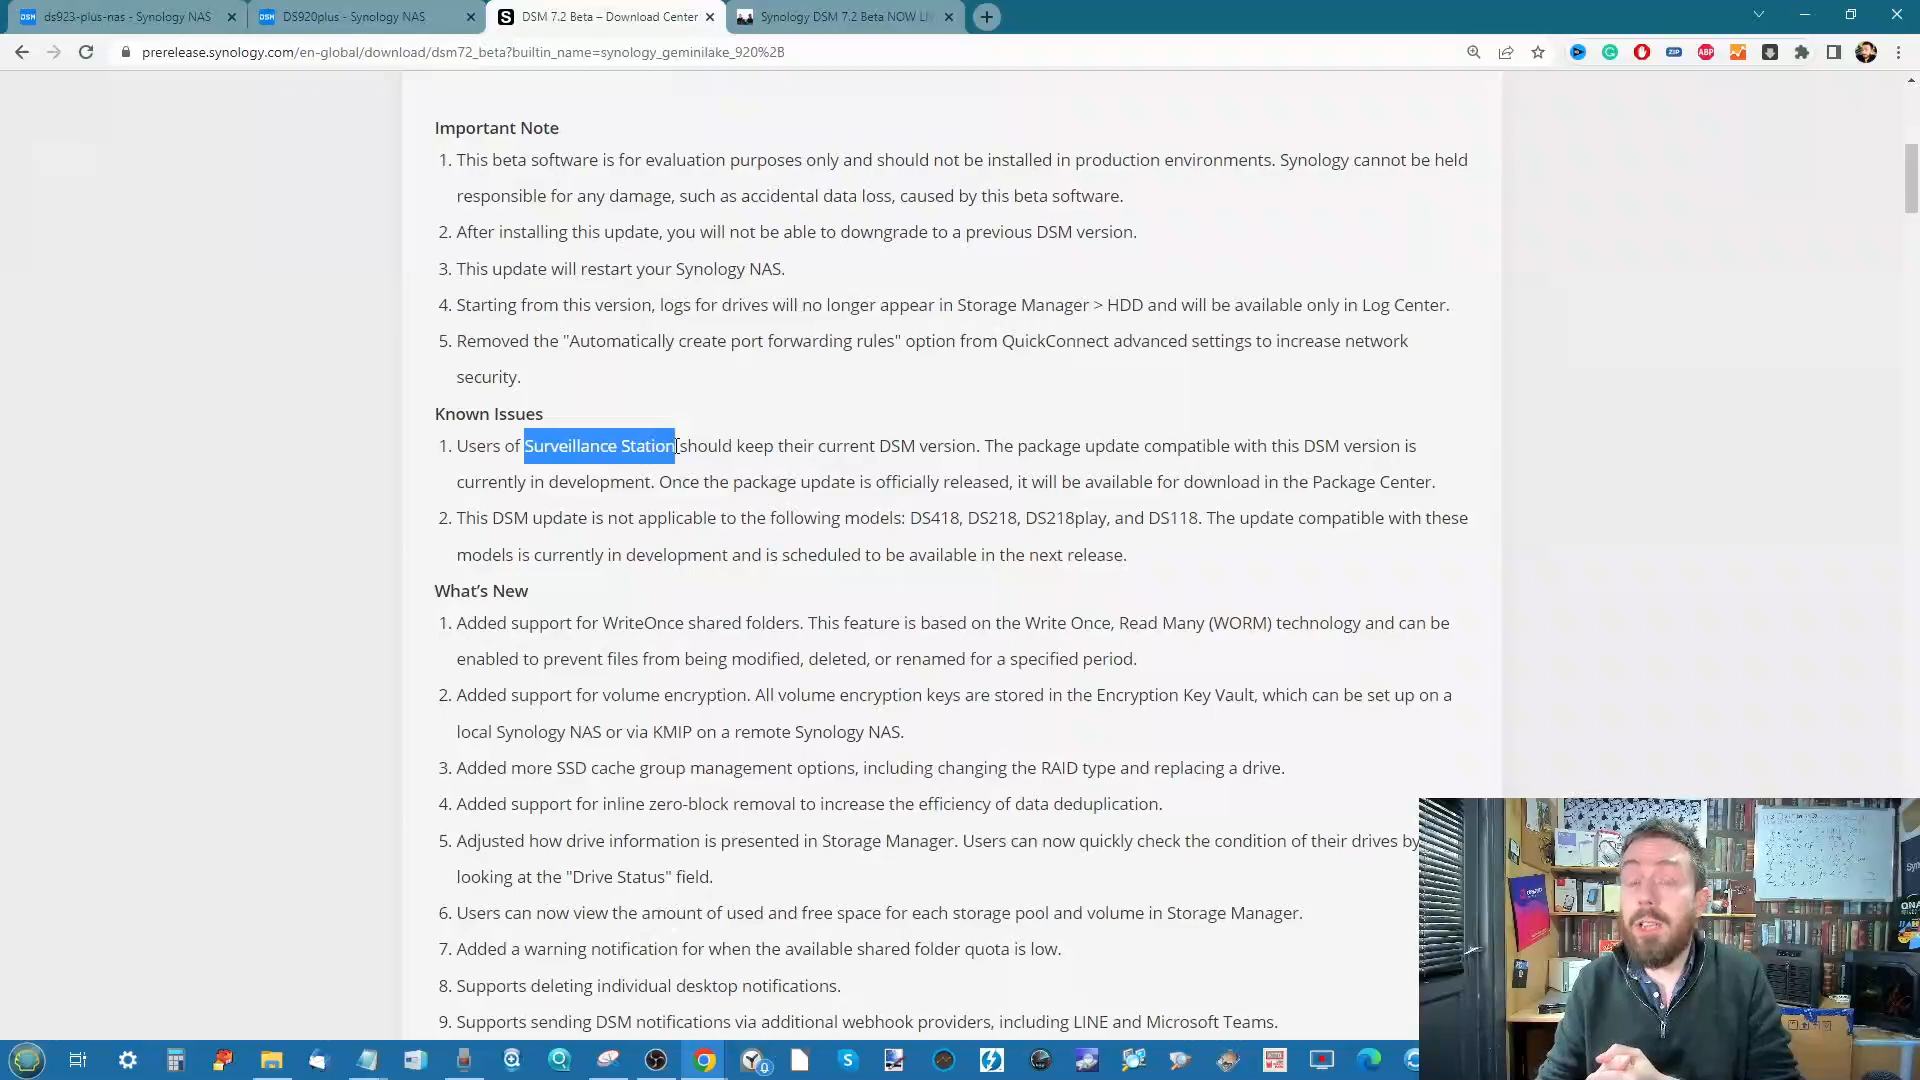 ds923-plus-nas - Synology NAS
DS920plus - Synology NAS
DSM 7.2 Beta – Download Center
Synology DSM 7.2 Beta NOW LI
prerelease.synology.com/en-global/download/dsm72_beta?builtin_name=synology_geminilake_920%2B
Important Note
1. This beta software is for evaluation purposes only and should not be installed in production environments. Synology cannot be held
responsible for any damage, such as accidental data loss, caused by this beta software.
2. After installing this update, you will not be able to downgrade to a previous DSM version.
3. This update will restart your Synology NAS.
4. Starting from this version, logs for drives will no longer appear in Storage Manager > HDD and will be available only in Log Center.
5. Removed the "Automatically create port forwarding rules" option from QuickConnect advanced settings to increase network
security.
Known Issues
1. Users of Surveillance Station should keep their current DSM version. The package update compatible with this DSM version is
currently in development. Once the package update is officially released, it will be available for download in the Package Center.
2. This DSM update is not applicable to the following models: DS418, DS218, DS218play, and DS118. The update compatible with these
models is currently in development and is scheduled to be available in the next release.
What's New
1. Added support for WriteOnce shared folders. This feature is based on the Write Once, Read Many (WORM) technology and can be
enabled to prevent files from being modified, deleted, or renamed for a specified period.
2. Added support for volume encryption. All volume encryption keys are stored in the Encryption Key Vault, which can be set up on a
local Synology NAS or via KMIP on a remote Synology NAS.
3. Added more SSD cache group management options, including changing the RAID type and replacing a drive.
4. Added support for inline zero-block removal to increase the efficiency of data deduplication.
5. Adjusted how drive information is presented in Storage Manager. Users can now quickly check the condition of their drives by
looking at the "Drive Status" field.
6. Users can now view the amount of used and free space for each storage pool and volume in Storage Manager.
7. Added a warning notification for when the available shared folder quota is low.
8. Supports deleting individual desktop notifications.
9. Supports sending DSM notifications via additional webhook providers, including LINE and Microsoft Teams.